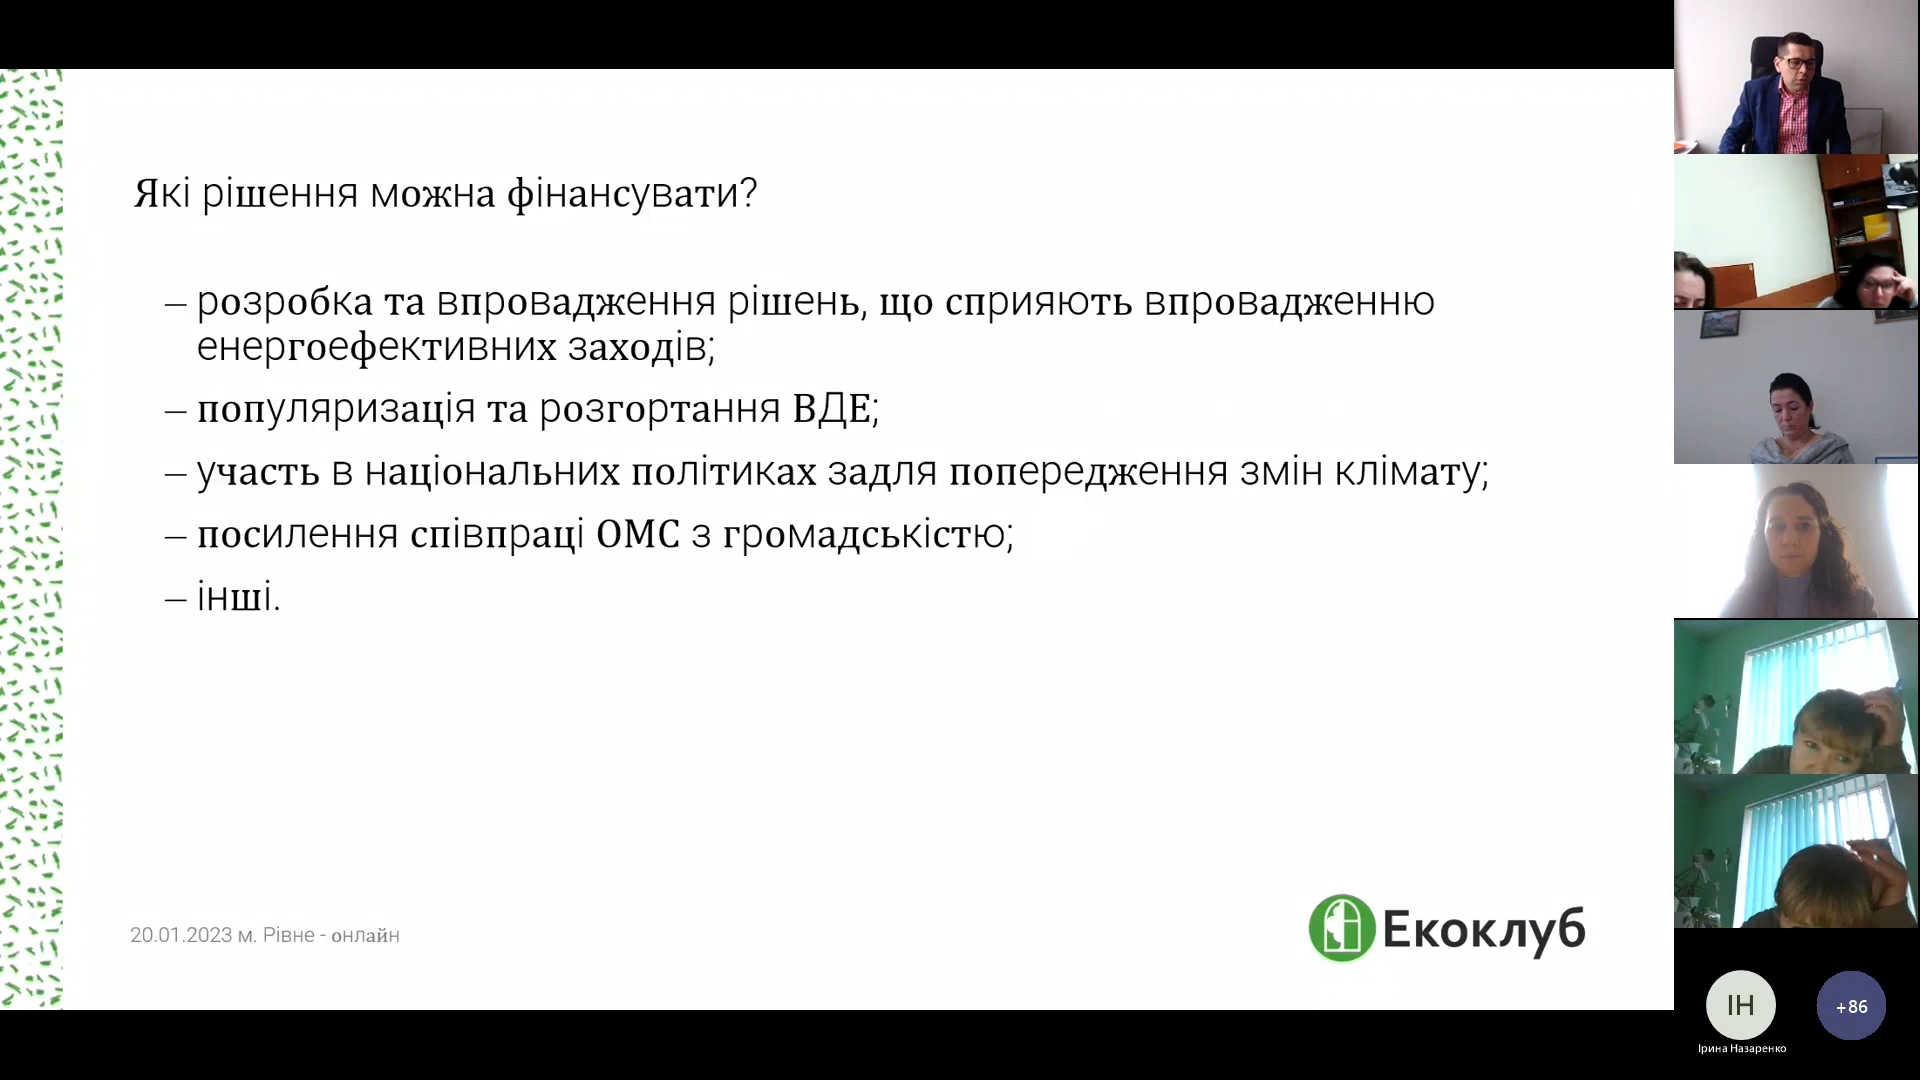 Які рішення можна фінансувати?
– розробка та впровадження рішень, що сприяють впровадженню
енергоефективних заходів;
– популяризація та розгортання ВДЕ;
– участь в національних політиках задля попередження змін клімату;
– посилення співпраці ОМС з громадськістю;
– інші.
20.01.2023 м. Рівне - онлайн
Екоклуб
ІН
+86
Ірина Назаренко